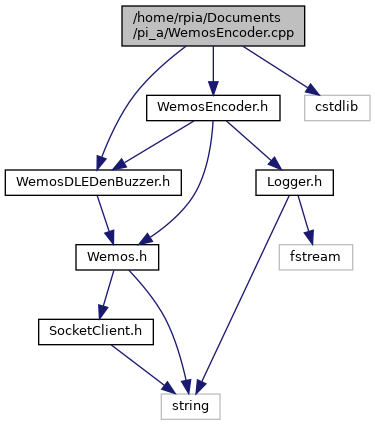 /home/rpia/Documents
/pi_a/WemosEncoder.cpp
WemosEncoder.h
cstdlib
WemosDLEDenBuzzer.h
Logger.h
Wemos.h
fstream
SocketClient.h
string